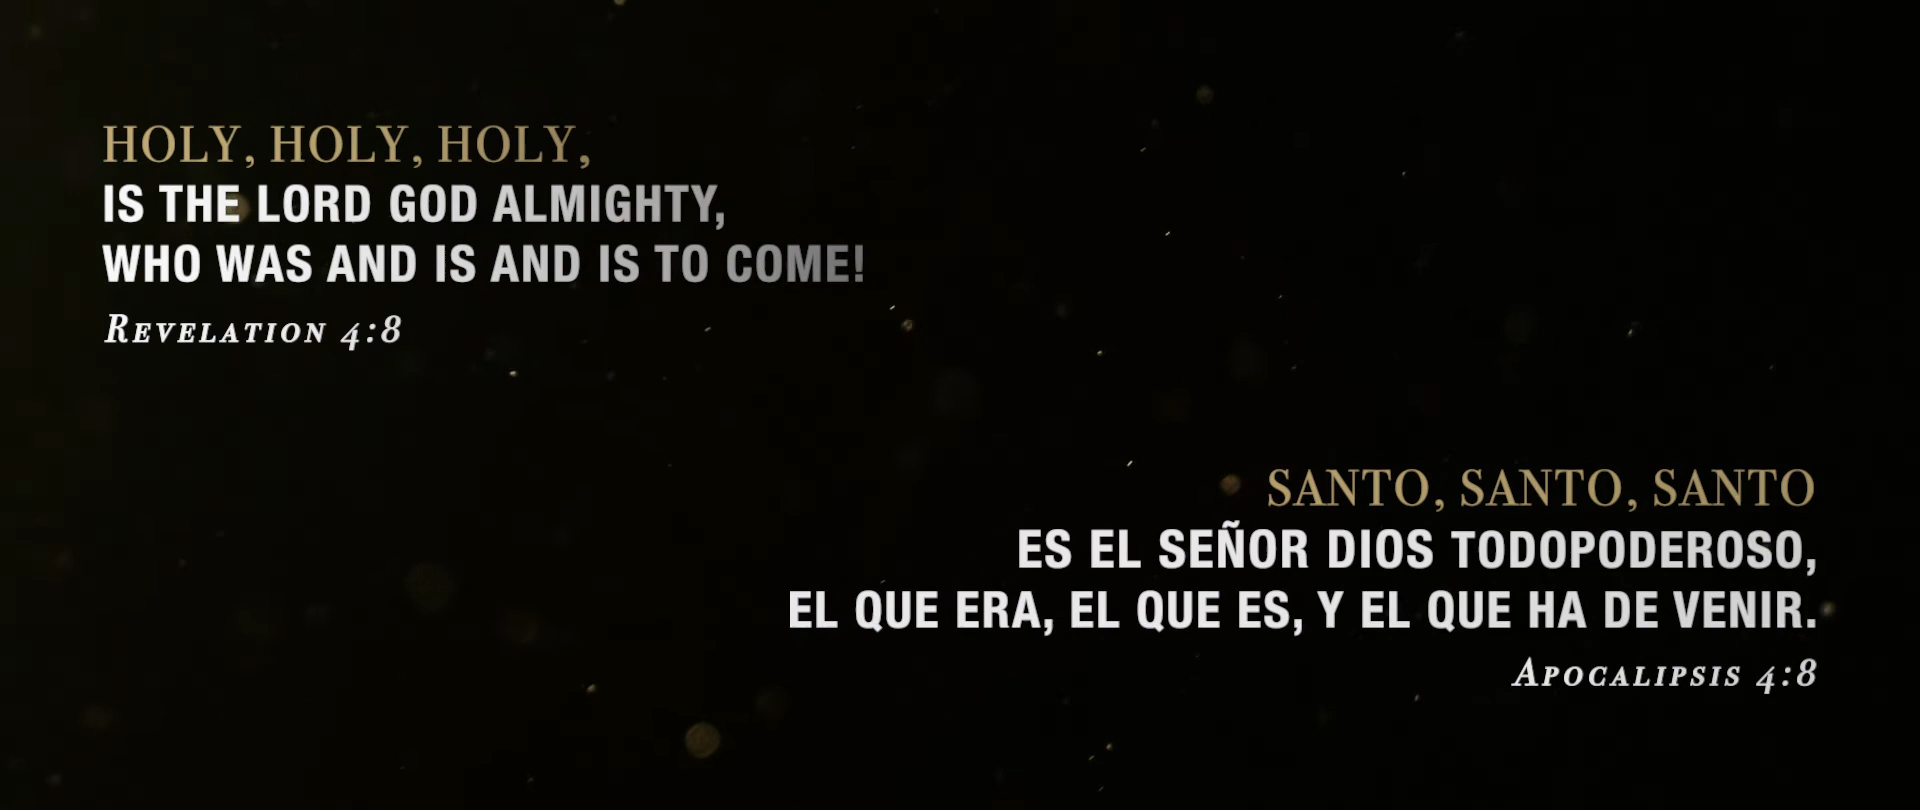 HOLY, HOLY, HOLY,
IS THE LORD GOD ALMIGHTY,
WHO WAS AND IS AND IS TO COME!
REVELATION 4:8
SANTO, SANTO, SANTO
ES EL SEÑOR DIOS TODOPODEROSO,
EL QUE ERA, EL QUE ES, Y EL QUE HA DE VENIR.
APOCALIPSIS 4:8